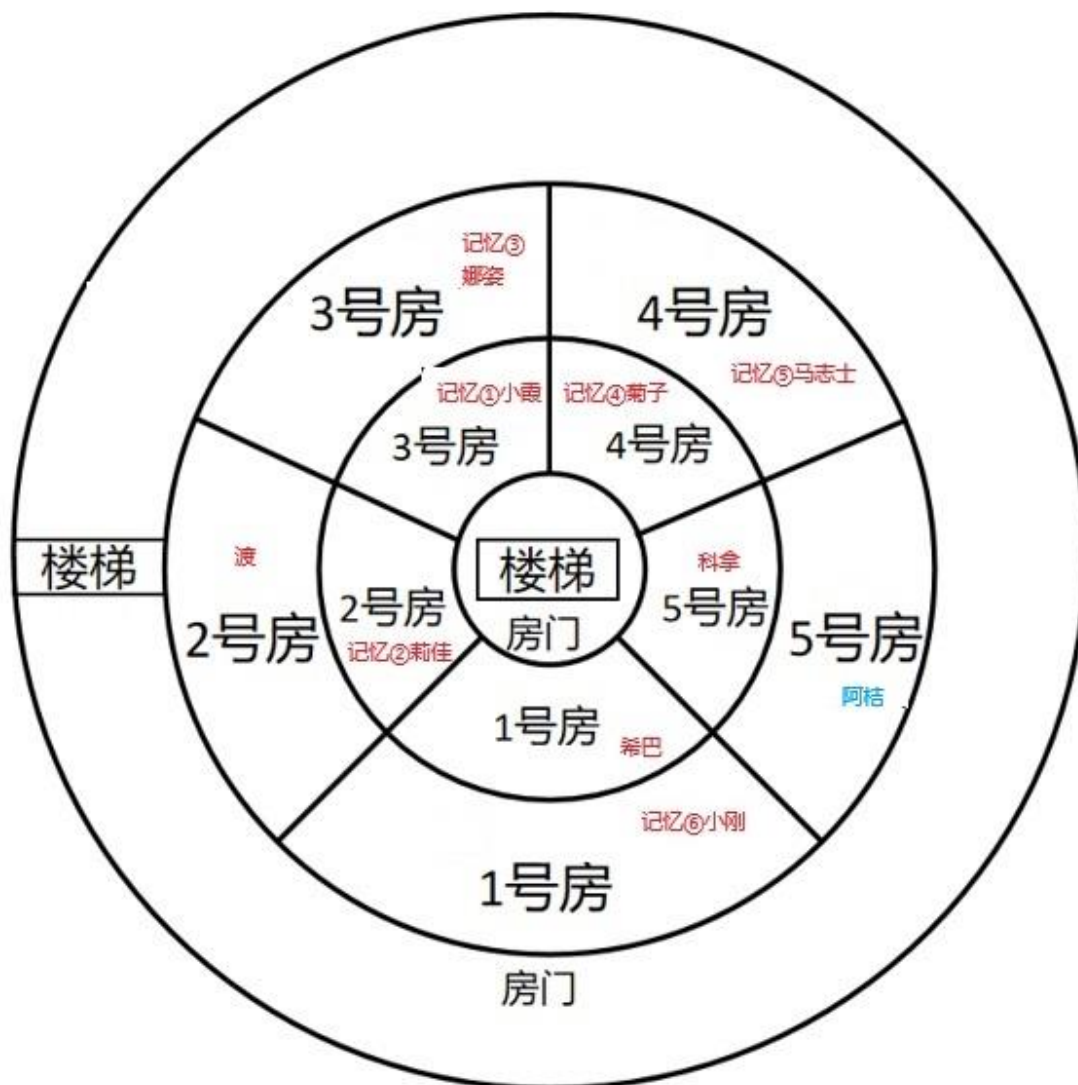 记忆③
娜姿
3号房
4号房
记忆⑤马志士
记忆①小霞
记忆④菊子
3号房
4号房
楼梯
渡
2号房
2号房
记忆②莉佳
楼梯
房门
科拿
5号房
5号房
阿桔
1号房
希巴
记忆⑥小刚
1号房
房门